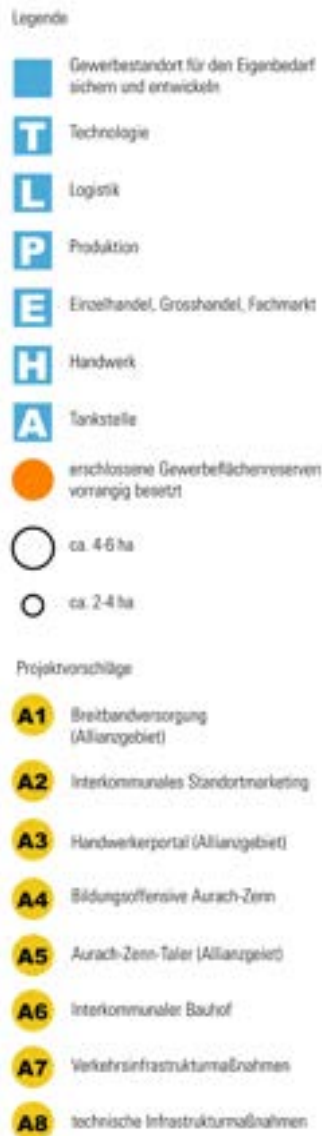 Legende
Gewerbestandort für den Eigenbedarf
sichern und entwickeln
T Technologie
L Logistik
P Produktion
E Einzelhandel, Grosshandel, Fachmarkt
H Handwerk
A Tankstelle
erschlossene Gewerbeflächenreserven
vorrangig besetzt
ca. 4-6 ha
ca. 2-4 ha
Projektvorschläge
A1 Breitbandversorgung
(Allianzgebiet)
A2 Interkommunales Standortmarketing
A3 Handwerkerportal (Allianzgebiet)
A4 Bildungsoffensive Aurach-Zenn
A5 Aurach-Zenn-Taler (Allianzgeiet)
A6 Interkommunaler Bauhof
A7 Verkehrsinfrastrukturmaßnahmen
A8 technische Infrastrukturmaßnahmen